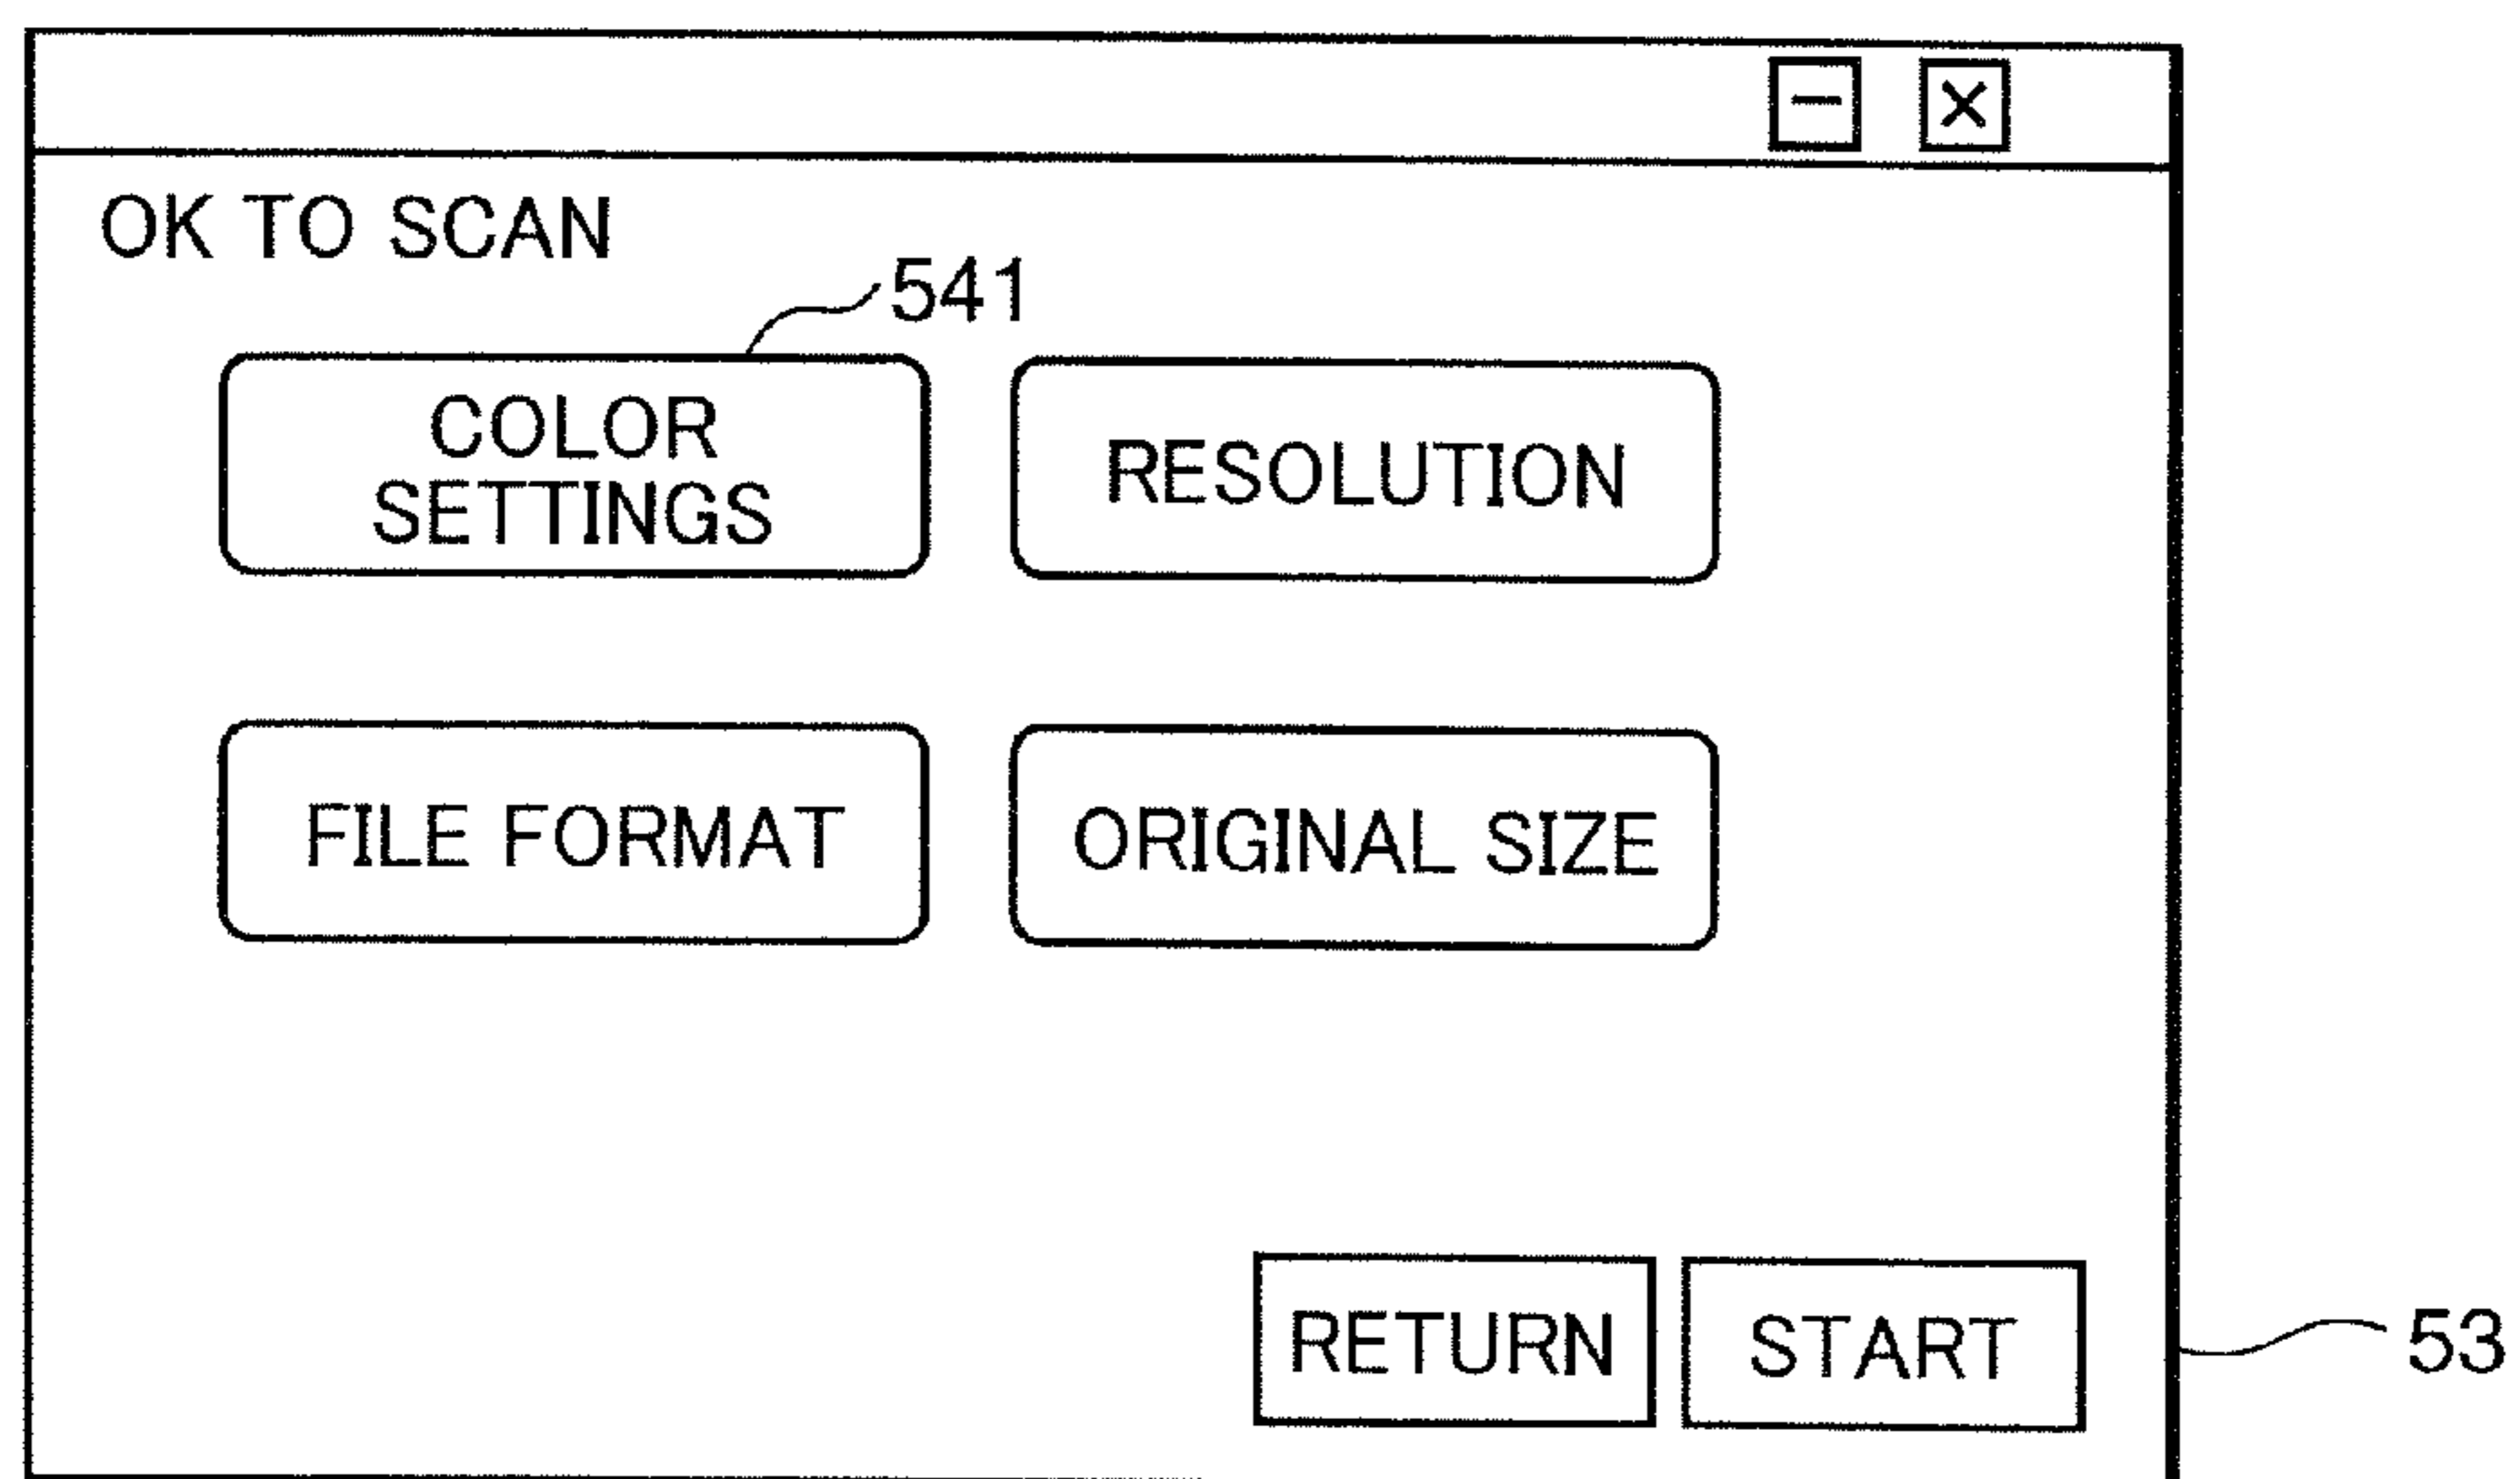 OK TO SCAN
541
COLOR
SETTINGS
RESOLUTION
FILE FORMAT
ORIGINAL SIZE
RETURN
START
53